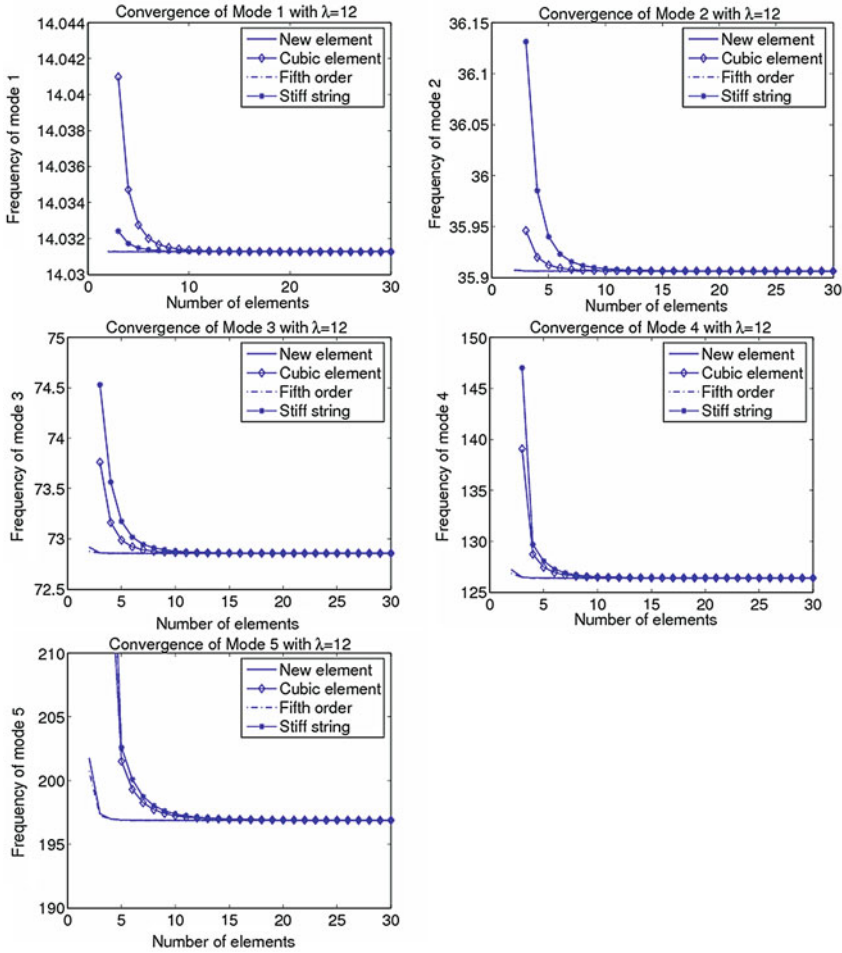 Convergence of Mode 1 with λ=12
14.044
14.042
14.04
14.038
14.036
14.034
14.032
14.03
Frequency of mode 1
New element
Cubic element
Fifth order
Stiff string
0 10 20 30
Number of elements
Convergence of Mode 2 with λ=12
36.15
36.1
36.05
36
35.95
35.9
Frequency of mode 2
New element
Cubic element
Fifth order
Stiff string
0 5 10 15 20 25 30
Number of elements
Convergence of Mode 3 with λ=12
75
74.5
74
73.5
73
72.5
Frequency of mode 3
New element
Cubic element
Fifth order
Stiff string
0 5 10 15 20 25 30
Number of elements
Convergence of Mode 4 with λ=12
150
145
140
135
130
125
Frequency of mode 4
New element
Cubic element
Fifth order
Stiff string
0 5 10 15 20 25 30
Number of elements
Convergence of Mode 5 with λ=12
210
205
200
195
190
Frequency of mode 5
New element
Cubic element
Fifth order
Stiff string
0 5 10 15 20 25 30
Number of elements